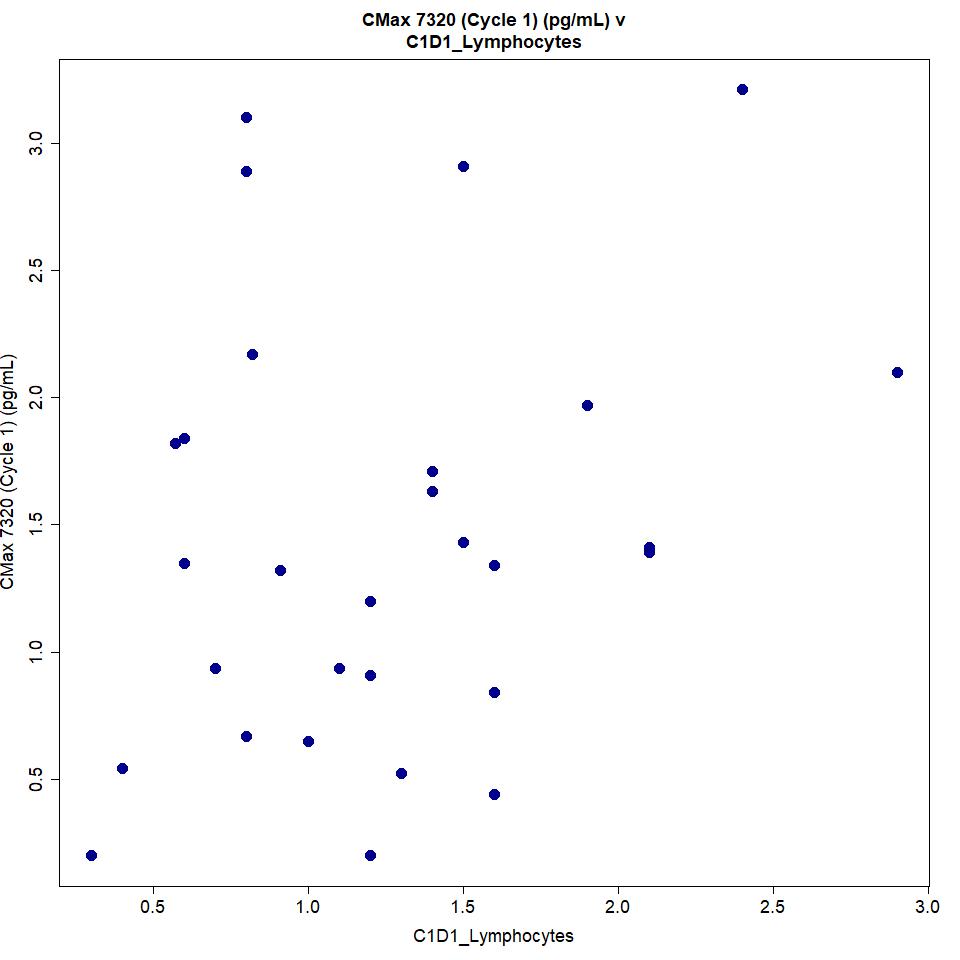 CMax 7320 (Cycle 1) (pg/mL) v
C1D1_Lymphocytes
CMax 7320 (Cycle 1) (pg/mL)
3.0
2.5
2.0
1.5
1.0
0.5
0.5 1.0 1.5 2.0 2.5 3.0
C1D1_Lymphocytes